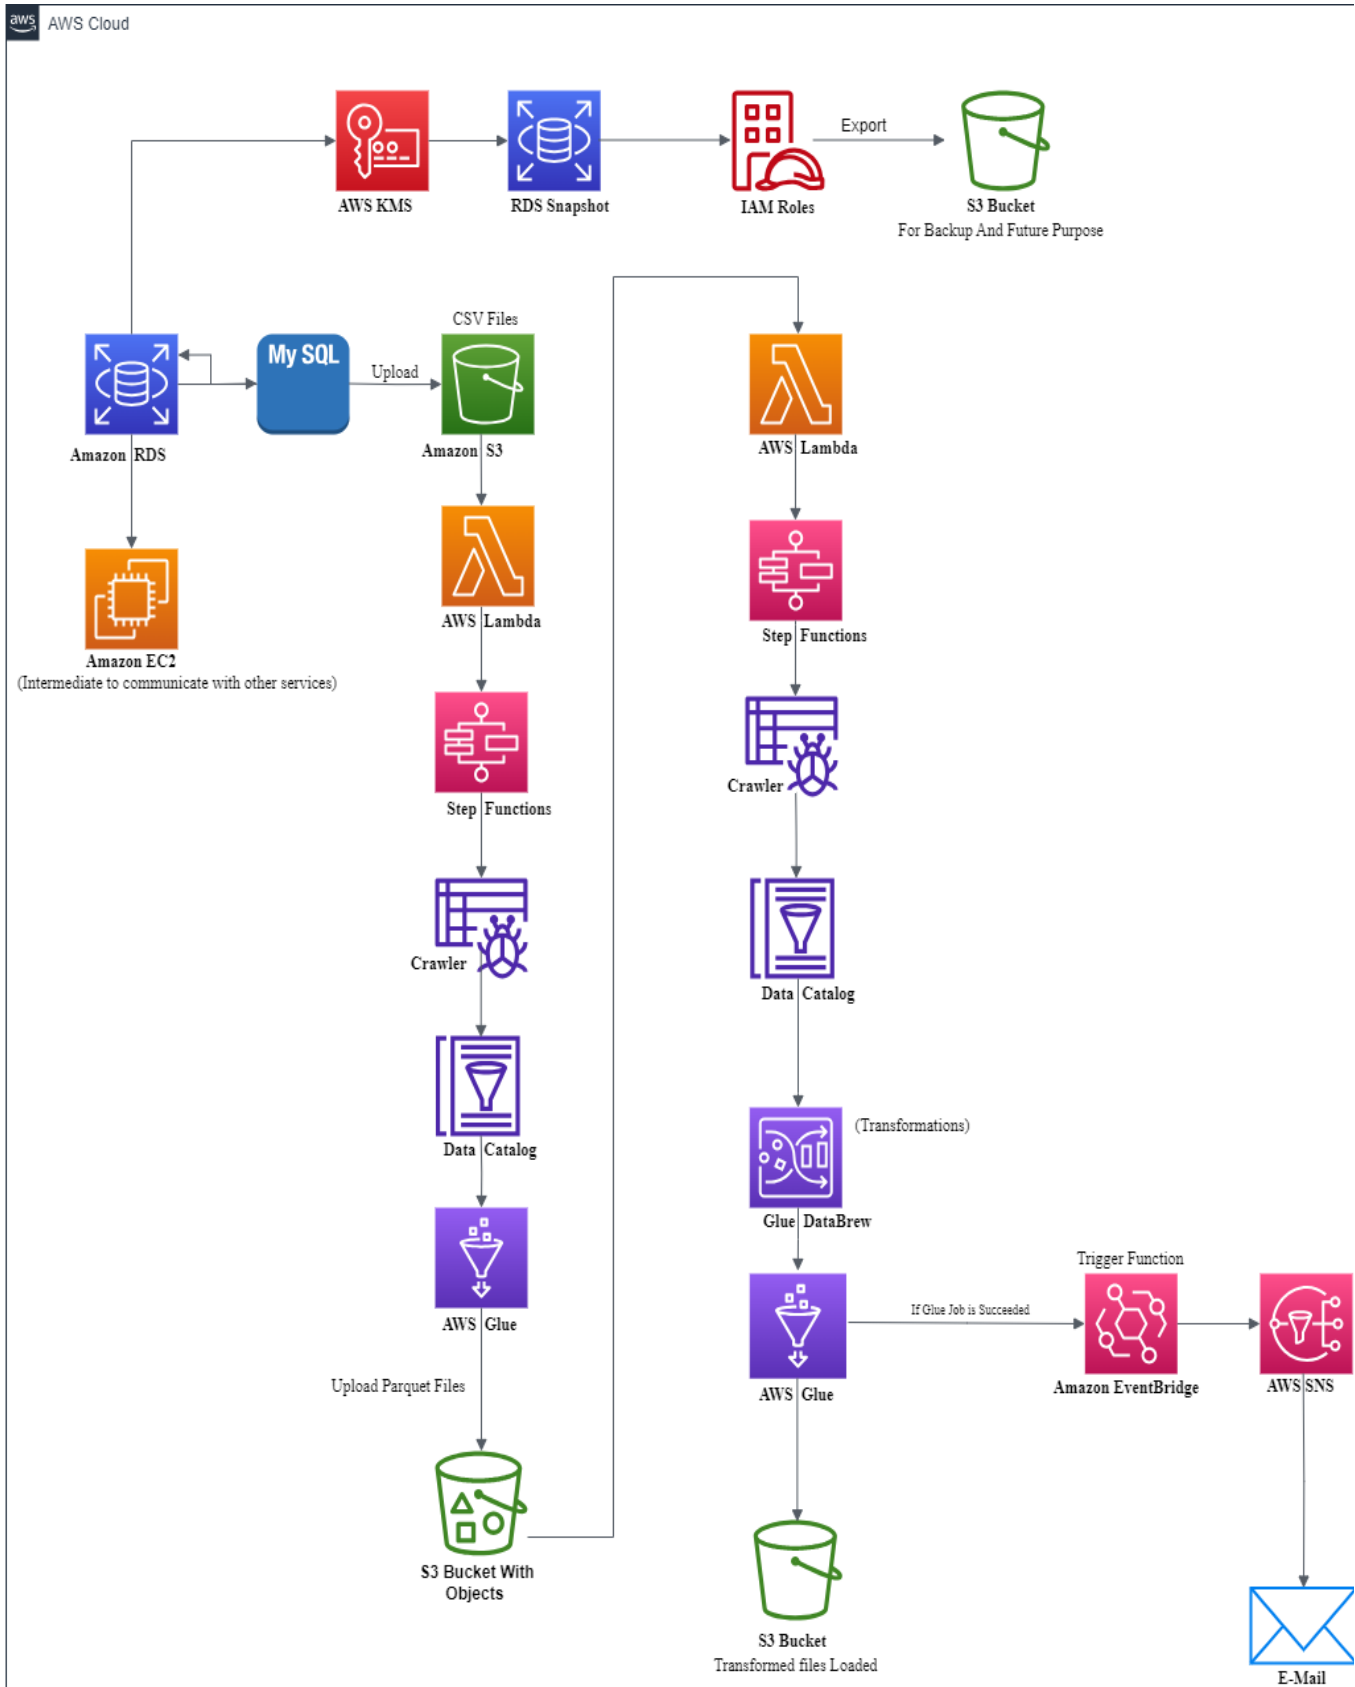 aws
AWS Cloud
Export
AWS KMS
RDS Snapshot
IAM Roles
S3 Bucket
For Backup And Future Purpose
CSV Files
My SQL
Upload
Amazon RDS
Amazon S3
AWS Lambda
Amazon EC2
(Intermediate to communicate with other services)
AWS Lambda
Step Functions
Step Functions
Crawler
Crawler
Data Catalog
Data Catalog
(Transformations)
Glue DataBrew
AWS Glue
Upload Parquet Files
Trigger Function
If Glue Job is Succeeded
AWS Glue
Amazon EventBridge
AWS SNS
S3 Bucket With
Objects
S3 Bucket
Transformed files Loaded
E-Mail